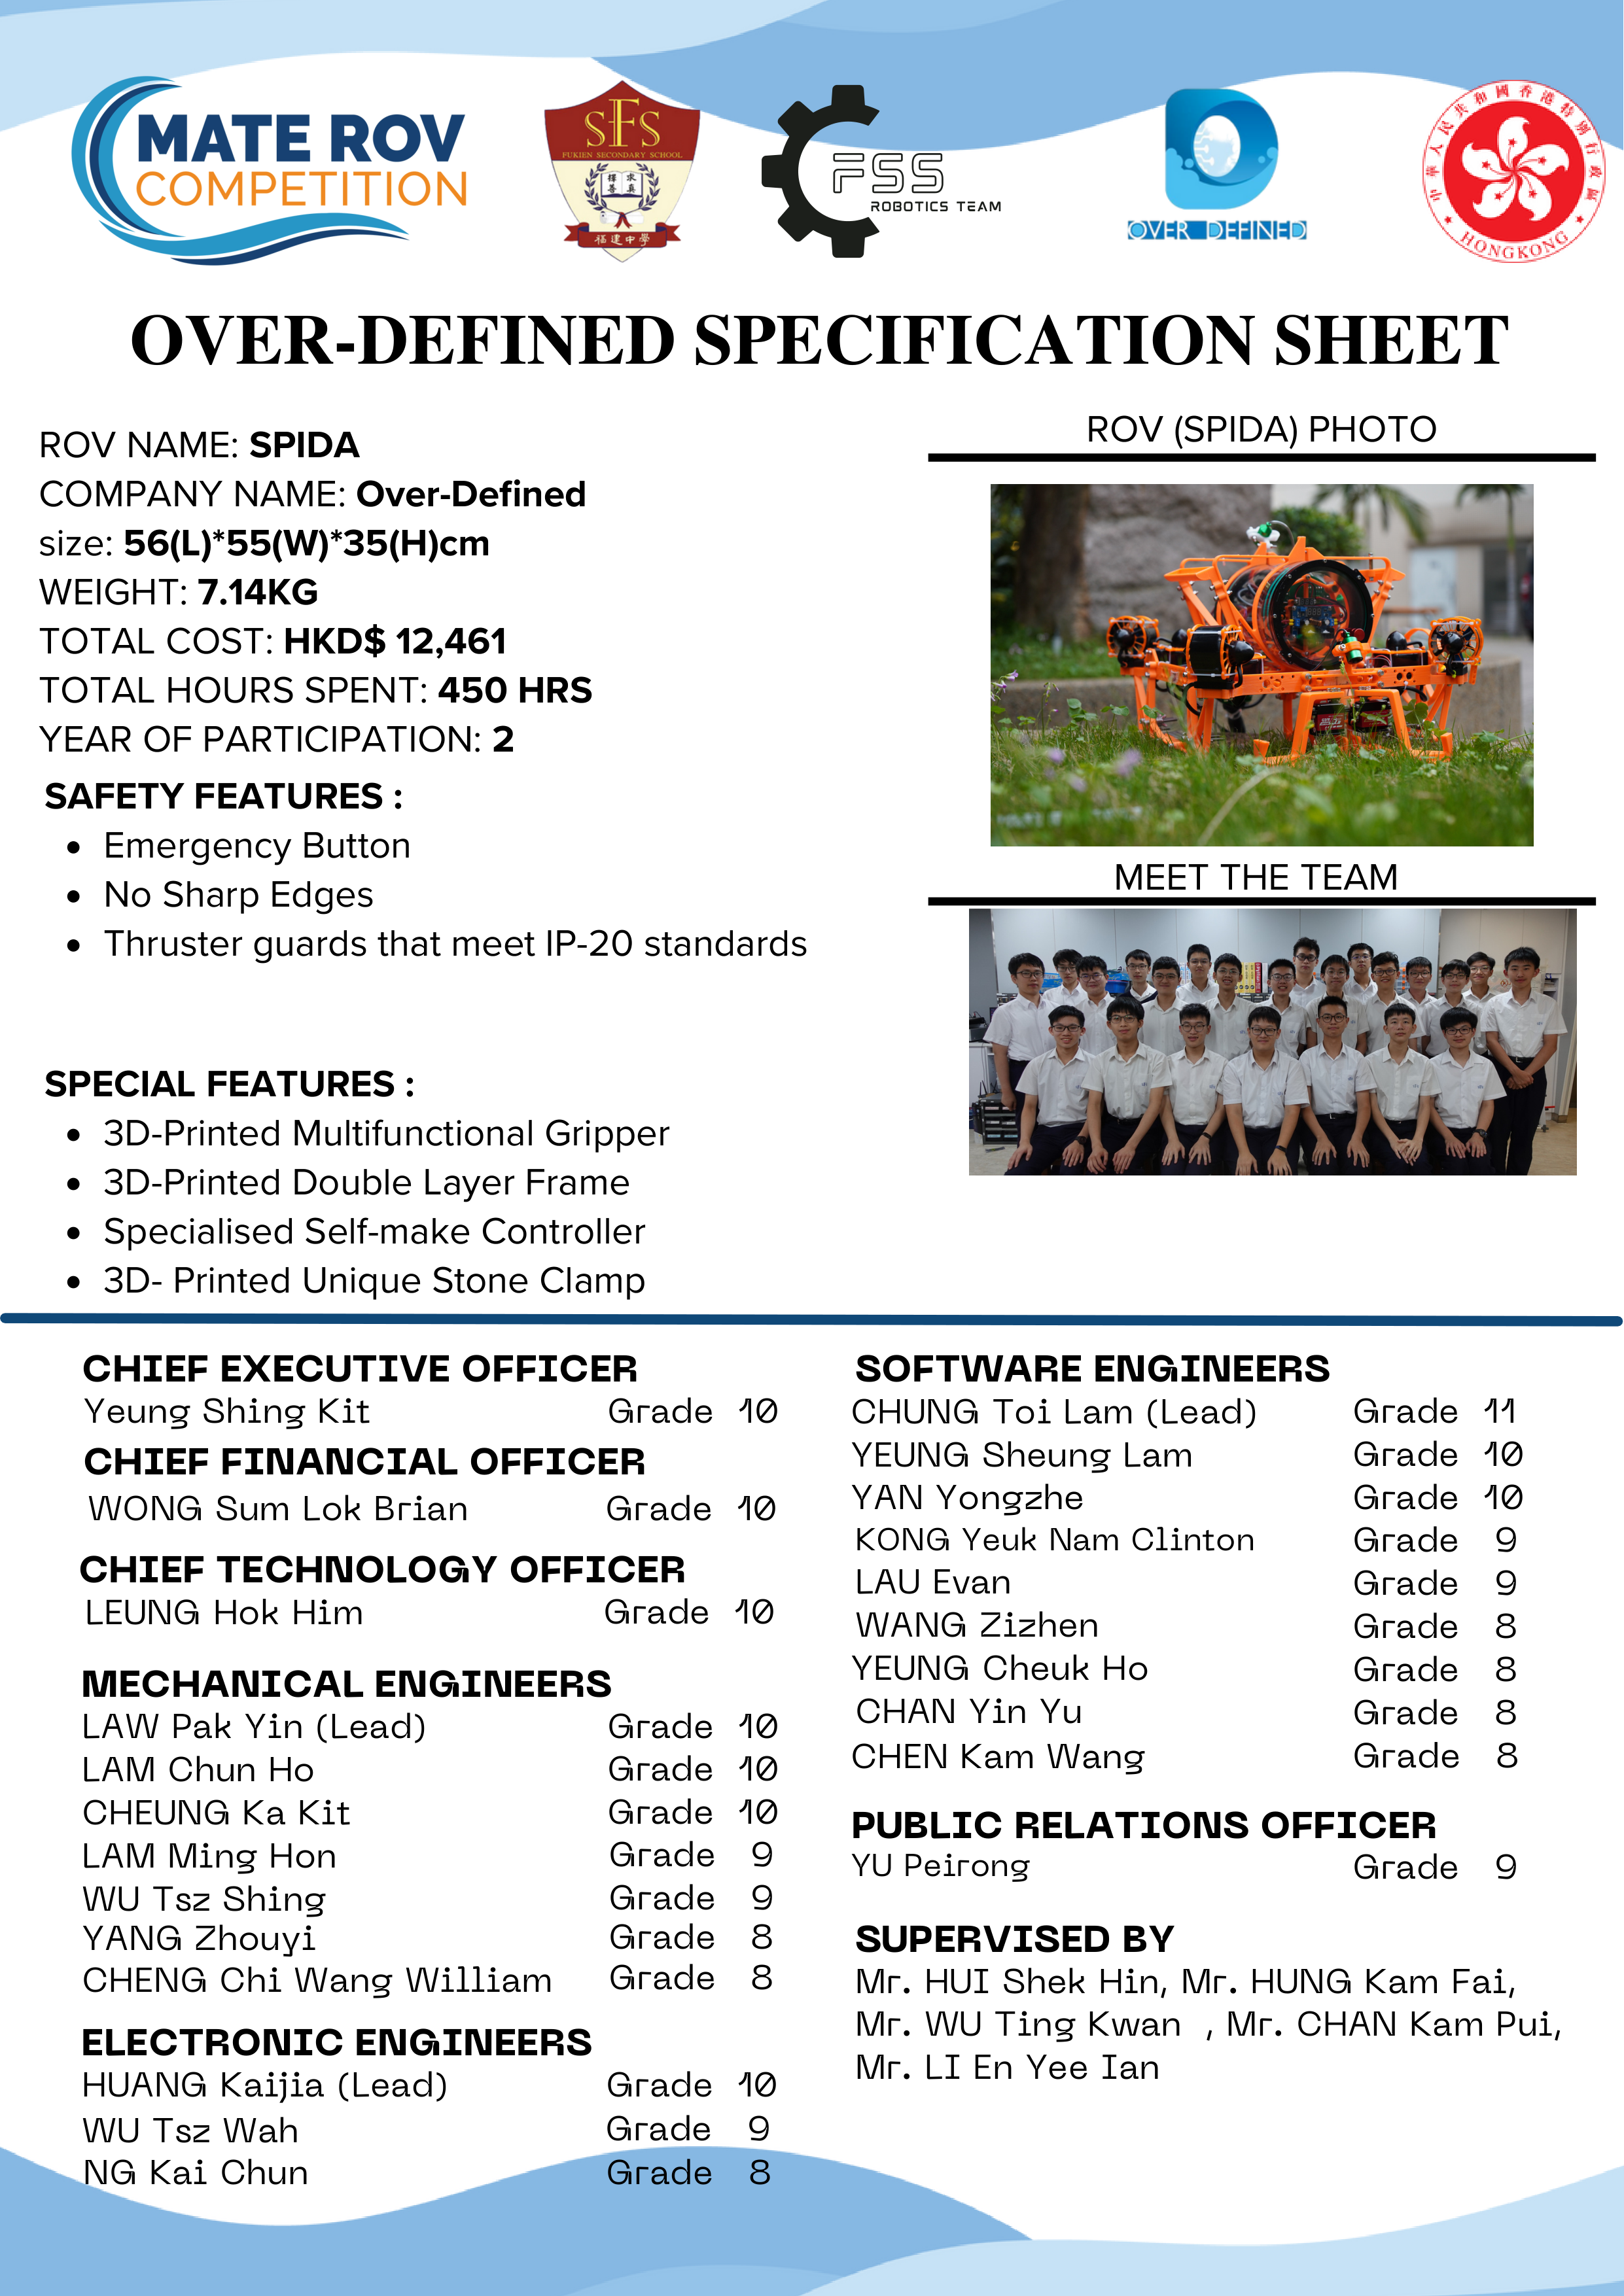 MATE ROV
COMPETITION
SFS
FUKIEN SECONDARY SCHOOL
擇善 求真
福建中學
FSS
ROBOTICS TEAM
OVER DEFINED
中華人民共和國香港特別行政區
HONGKONG
OVER-DEFINED SPECIFICATION SHEET
ROV NAME: SPIDA
COMPANY NAME: Over-Defined
size: 56(L)*55(W)*35(H)cm
WEIGHT: 7.14KG
TOTAL COST: HKD$ 12,461
TOTAL HOURS SPENT: 450 HRS
YEAR OF PARTICIPATION: 2
SAFETY FEATURES :
• Emergency Button
• No Sharp Edges
• Thruster guards that meet IP-20 standards
SPECIAL FEATURES :
• 3D-Printed Multifunctional Gripper
• 3D-Printed Double Layer Frame
• Specialised Self-make Controller
• 3D- Printed Unique Stone Clamp
ROV (SPIDA) PHOTO
MEET THE TEAM
CHIEF EXECUTIVE OFFICER
Yeung Shing Kit Grade 10
CHIEF FINANCIAL OFFICER
WONG Sum Lok Brian Grade 10
CHIEF TECHNOLOGY OFFICER
LEUNG Hok Him Grade 10
MECHANICAL ENGINEERS
LAW Pak Yin (Lead) Grade 10
LAM Chun Ho Grade 10
CHEUNG Ka Kit Grade 10
LAM Ming Hon Grade 9
WU Tsz Shing Grade 9
YANG Zhouyi Grade 8
CHENG Chi Wang William Grade 8
ELECTRONIC ENGINEERS
HUANG Kaijia (Lead) Grade 10
WU Tsz Wah Grade 9
NG Kai Chun Grade 8
SOFTWARE ENGINEERS
CHUNG Toi Lam (Lead) Grade 11
YEUNG Sheung Lam Grade 10
YAN Yongzhe Grade 10
KONG Yeuk Nam Clinton Grade 9
LAU Evan Grade 9
WANG Zizhen Grade 8
YEUNG Cheuk Ho Grade 8
CHAN Yin Yu Grade 8
CHEN Kam Wang Grade 8
PUBLIC RELATIONS OFFICER
YU Peirong Grade 9
SUPERVISED BY
Mr. HUI Shek Hin, Mr. HUNG Kam Fai,
Mr. WU Ting Kwan , Mr. CHAN Kam Pui,
Mr. LI En Yee Ian